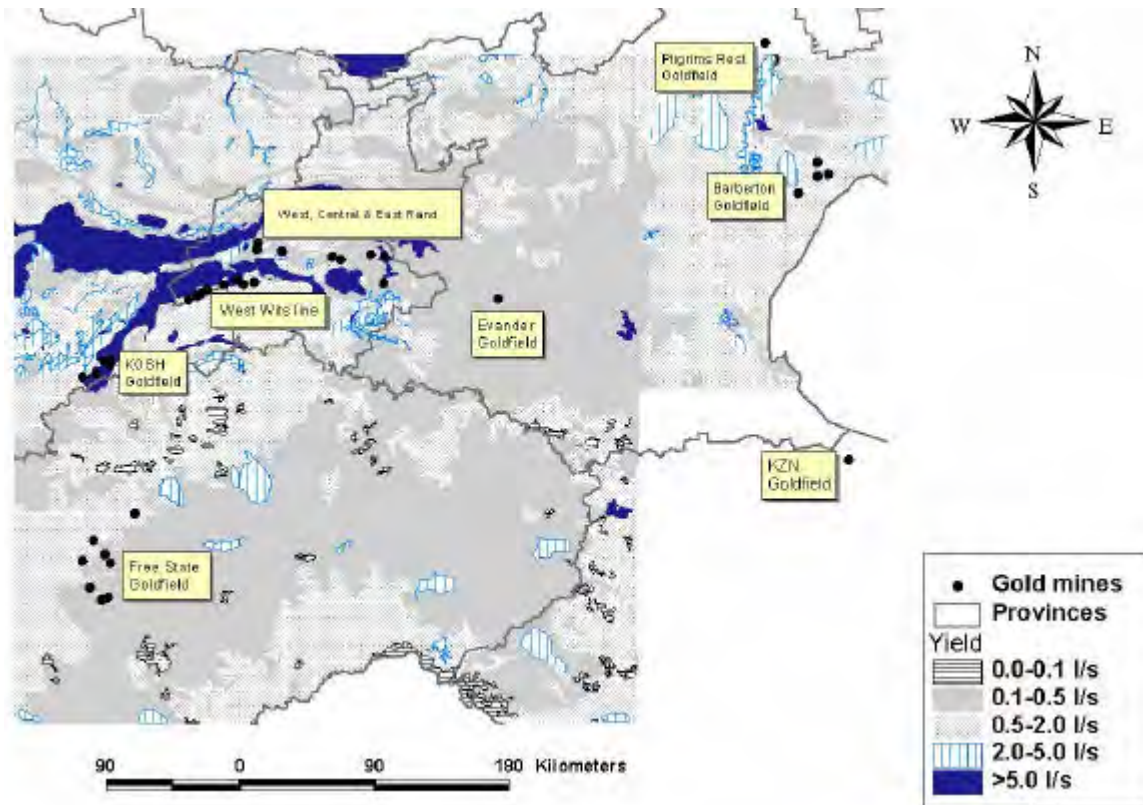 Pilgrims Rest
Goldfield
N
W
E
S
Barberton
Goldfield
West, Central & East Rand
West Wits line
Evander
Goldfield
KOSH
Goldfield
KZN
Goldfield
Free State
Goldfield
Gold mines
Provinces
Yield
0.0-0.1 l/s
0.1-0.5 l/s
0.5-2.0 l/s
2.0-5.0 l/s
>5.0 l/s
90 0 90 180 Kilometers